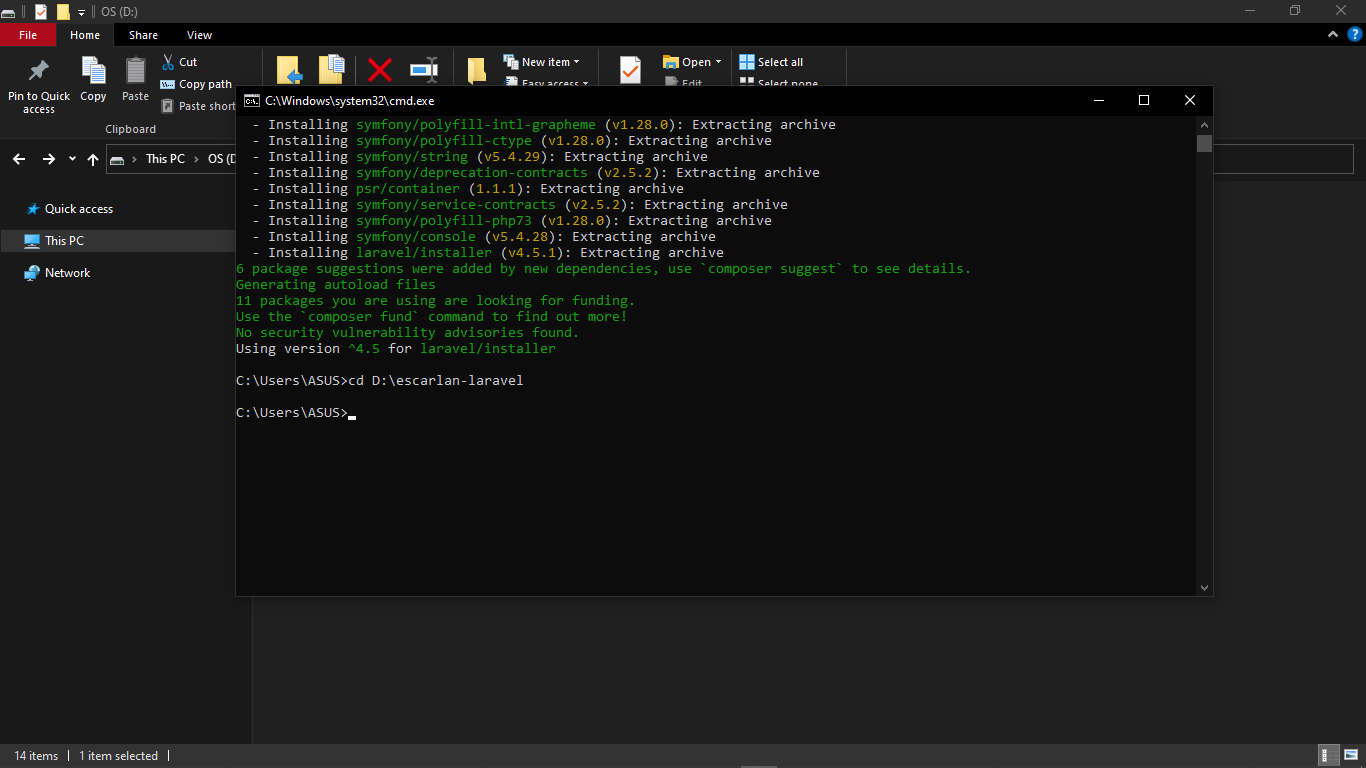 OS (D:)
File Home Share View
Pin to Quick access
Copy
Paste
Cut
Copy path
Paste short
Clipboard
New item
Easy access
Open
Edit
Select all
Select none
This PC
OS (D
Quick access
This PC
Network
C:\Windows\system32\cmd.exe
- Installing symfony/polyfill-intl-grapheme (v1.28.0): Extracting archive
- Installing symfony/polyfill-ctype (v1.28.0): Extracting archive
- Installing symfony/string (v5.4.29): Extracting archive
- Installing symfony/deprecation-contracts (v2.5.2): Extracting archive
- Installing psr/container (1.1.1): Extracting archive
- Installing symfony/service-contracts (v2.5.2): Extracting archive
- Installing symfony/polyfill-php73 (v1.28.0): Extracting archive
- Installing symfony/console (v5.4.28): Extracting archive
- Installing laravel/installer (v4.5.1): Extracting archive
6 package suggestions were added by new dependencies, use `composer suggest` to see details.
Generating autoload files
11 packages you are using are looking for funding.
Use the `composer fund` command to find out more!
No security vulnerability advisories found.
Using version ^4.5 for laravel/installer
C:\Users\ASUS>cd D:\escarlan-laravel
C:\Users\ASUS>
14 items
1 item selected